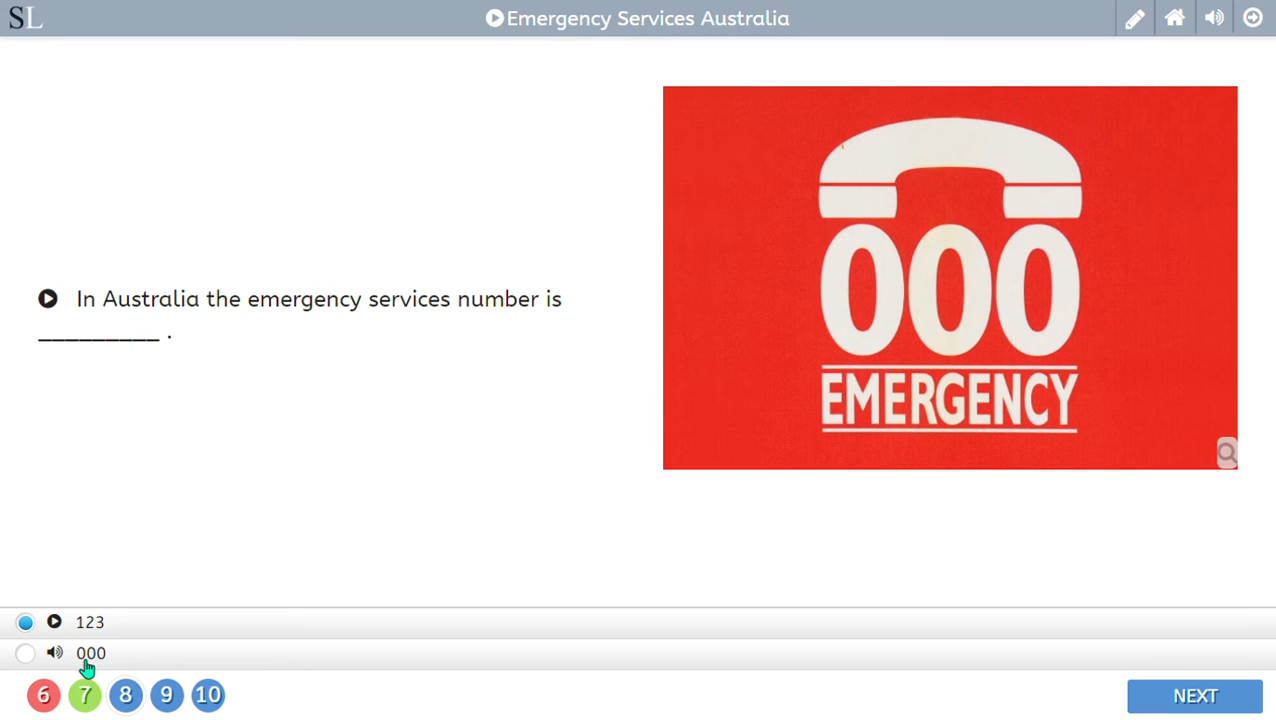 SL
Emergency Services Australia
In Australia the emergency services number is
_________ .
000
EMERGENCY
123
000
6 7 8 9 10
NEXT